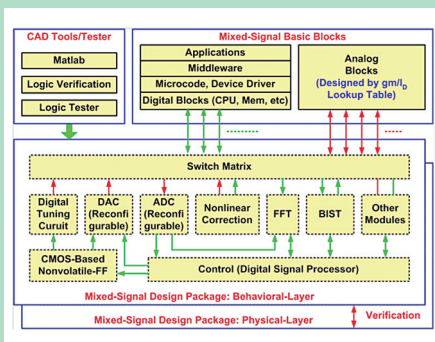 CAD Tools/Tester
Matlab
Logic Verification
Logic Tester
Mixed-Signal Basic Blocks
Applications
Middleware
Microcode, Device Driver
Digital Blocks (CPU, Mem, etc)
Analog
Blocks
(Designed by gm/ID
Lookup Table)
Switch Matrix
Digital
Tuning
Curuit
DAC
(Reconfi
gurable)
ADC
(Reconfi
gurable)
Nonlinear
Correction
FFT
BIST
Other
Modules
CMOS-Based
Nonvolatile-FF
Control (Digital Signal Processor)
Mixed-Signal Design Package: Behavioral-Layer
Mixed-Signal Design Package: Physical-Layer
Verification